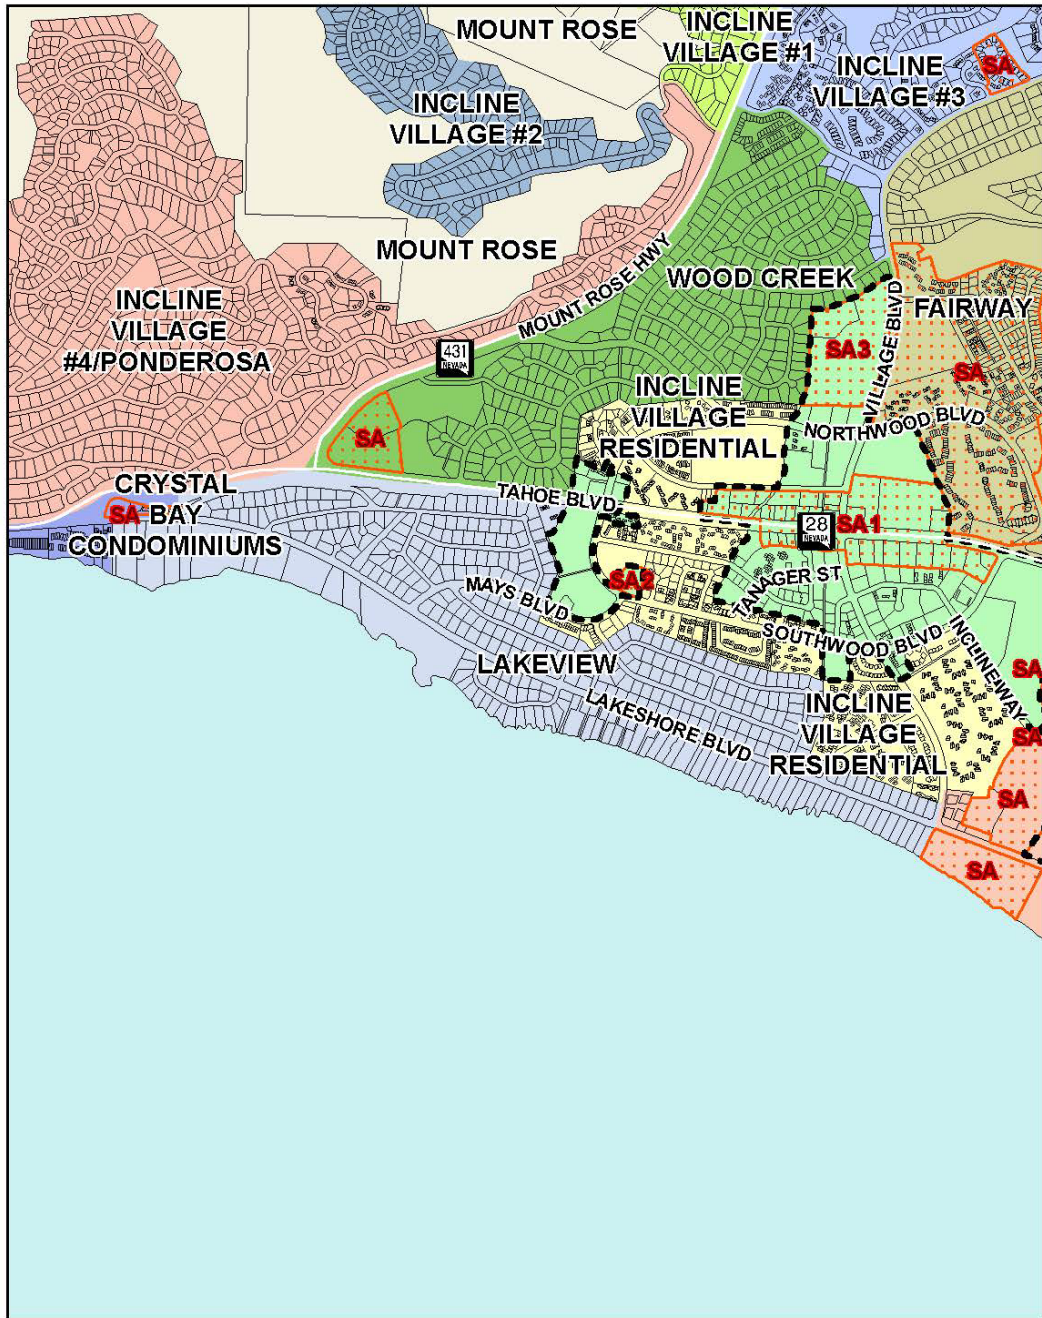 MOUNT ROSE
INCLINE
VILLAGE #1
INCLINE
VILLAGE #3
SA
INCLINE
VILLAGE #2
MOUNT ROSE
MOUNT ROSE HWY
WOOD CREEK
INCLINE
VILLAGE
#4/PONDEROSA
431
NEVADA
FAIRWAY
VILLAGE BLVD
SA3
SA
INCLINE
VILLAGE
RESIDENTIAL
NORTHWOOD BLVD
SA
CRYSTAL
BAY
CONDOMINIUMS
SA
TAHOE BLVD
28
NEVADA
SA1
SA2
MAYS BLVD
TANAGER ST
SOUTHWOOD BLVD
INCLINE WAY
LAKEVIEW
LAKESHORE BLVD
INCLINE
VILLAGE
RESIDENTIAL
SA
SA
SA
SA